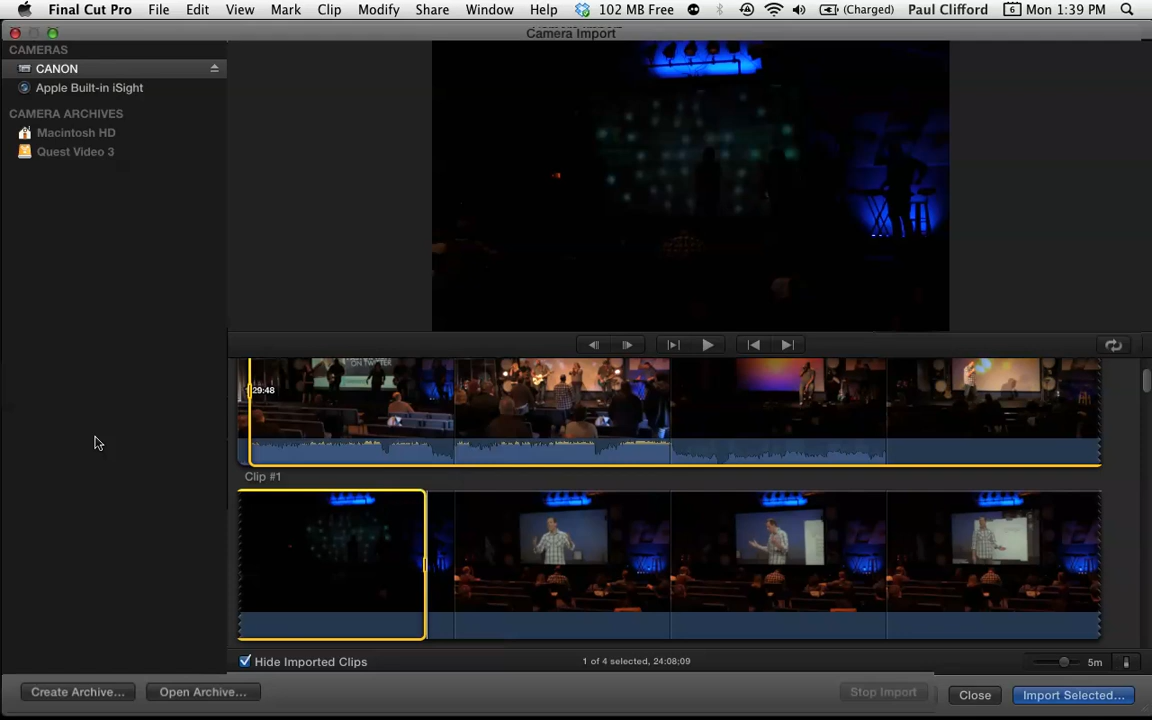 Final Cut Pro File Edit View Mark Clip Modify Share Window Help 102 MB Free (Charged) Paul Clifford 6 Mon 1:39 PM
Camera Import
CAMERAS
CANON
Apple Built-in iSight
CAMERA ARCHIVES
Macintosh HD
Quest Video 3
ON TWITTER
29:48
Clip #1
Hide Imported Clips
1 of 4 selected, 24:08;09
5m
Create Archive...
Open Archive...
Stop Import
Close
Import Selected...